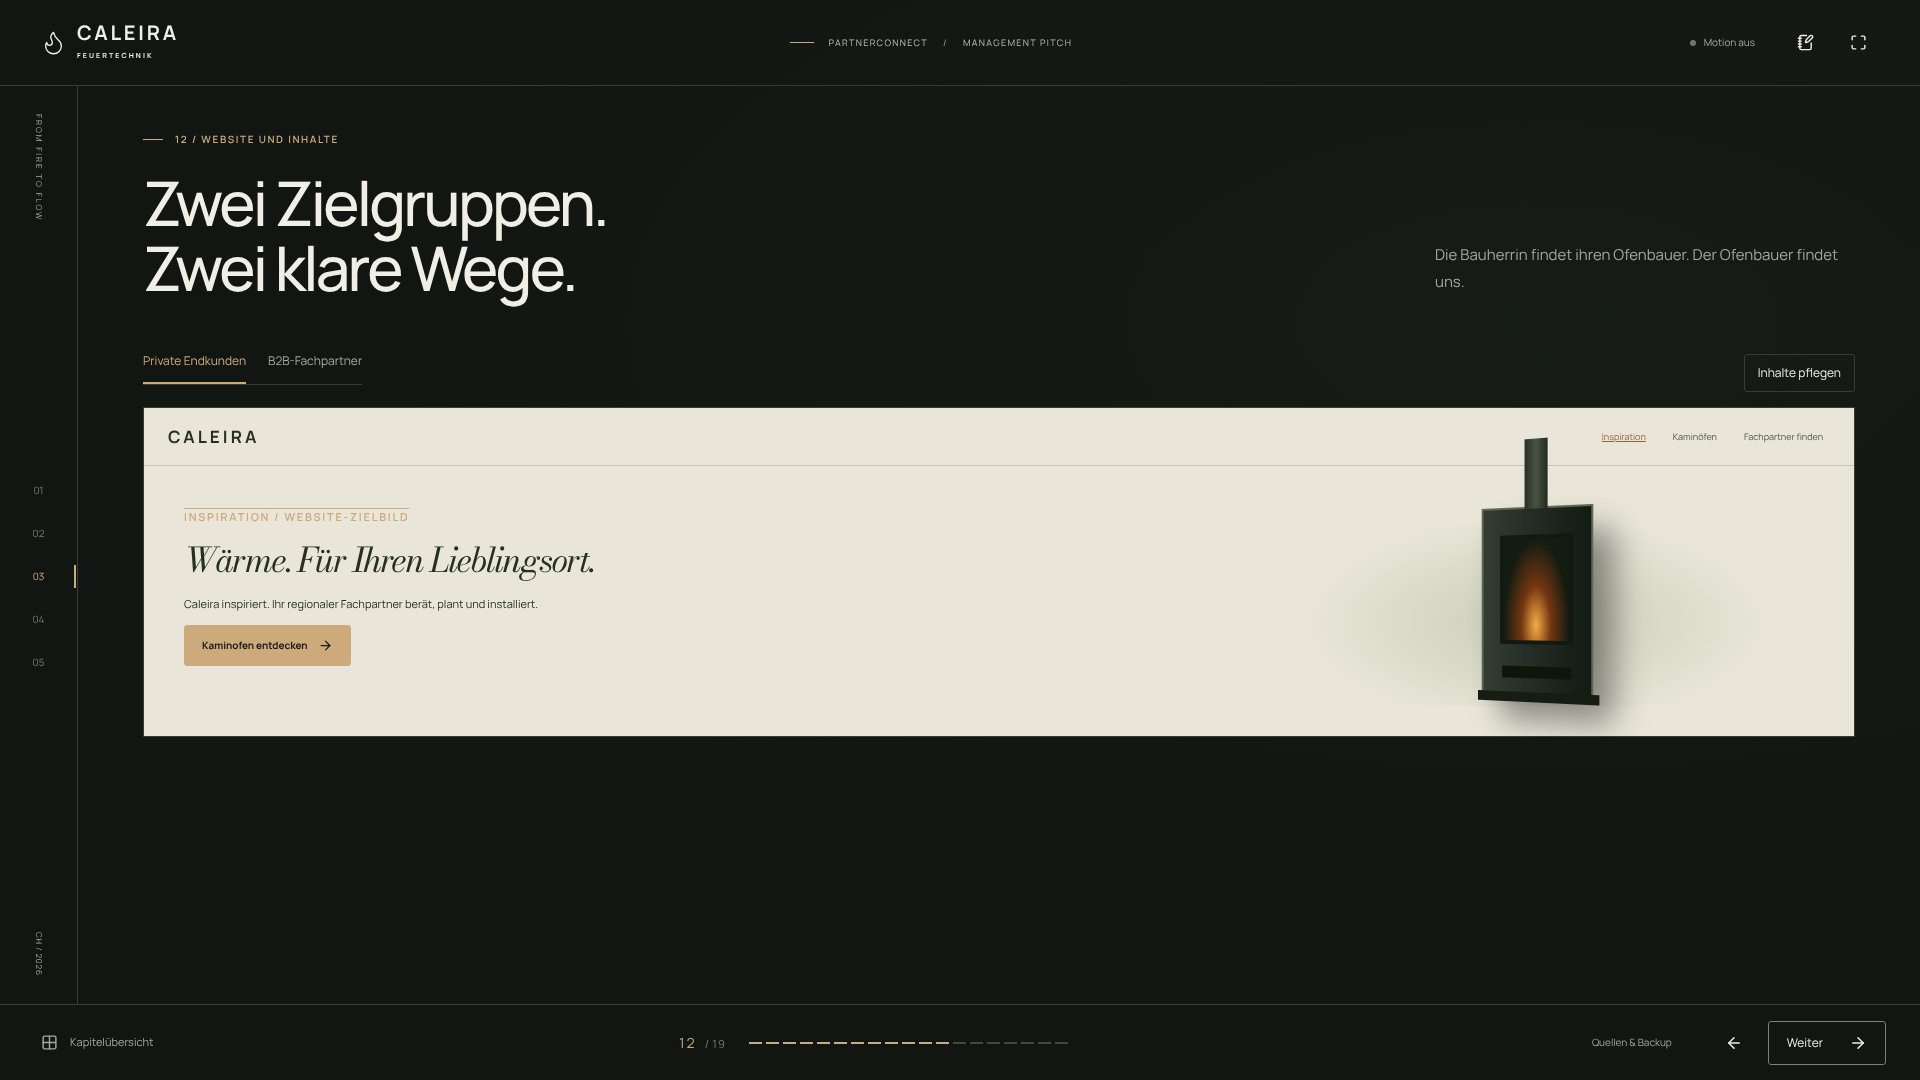 CALEIRA
FEUERTECHNIK
PARTNERCONNECT / MANAGEMENT PITCH
Motion aus
FROM FIRE TO FLOW
12 / WEBSITE UND INHALTE
Zwei Zielgruppen.
Zwei klare Wege.
Die Bauherrin findet ihren Ofenbauer. Der Ofenbauer findet
uns.
Private Endkunden
B2B-Fachpartner
Inhalte pflegen
CALEIRA
Inspiration
Kaminöfen
Fachpartner finden
INSPIRATION / WEBSITE-ZIELBILD
Wärme. Für Ihren Lieblingsort.
Caleira inspiriert. Ihr regionaler Fachpartner berät, plant und installiert.
Kaminofen entdecken
01
02
03
04
05
CH / 2026
Kapitelübersicht
12 / 19
Quellen & Backup
Weiter